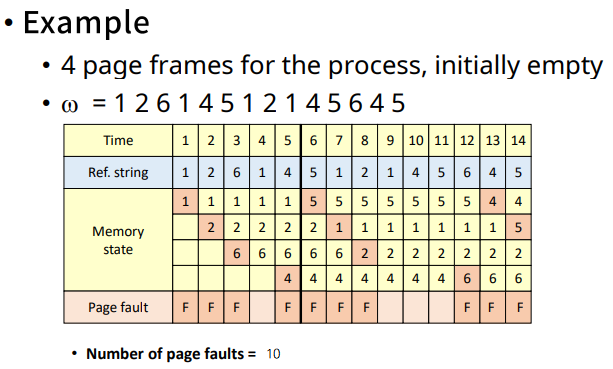 • Example
• 4 page frames for the process, initially empty
• ω = 1 2 6 1 4 5 1 2 1 4 5 6 4 5
Time 1 2 3 4 5 6 7 8 9 10 11 12 13 14
Ref. string 1 2 6 1 4 5 1 2 1 4 5 6 4 5
Memory state
1 1 1 1 1 5 5 5 5 5 5 5 4 4
2 2 2 2 2 1 1 1 1 1 1 1 5
6 6 6 6 6 2 2 2 2 2 2 2
4 4 4 4 4 4 4 6 6 6
Page fault F F F F F F F F F F
• Number of page faults = 10